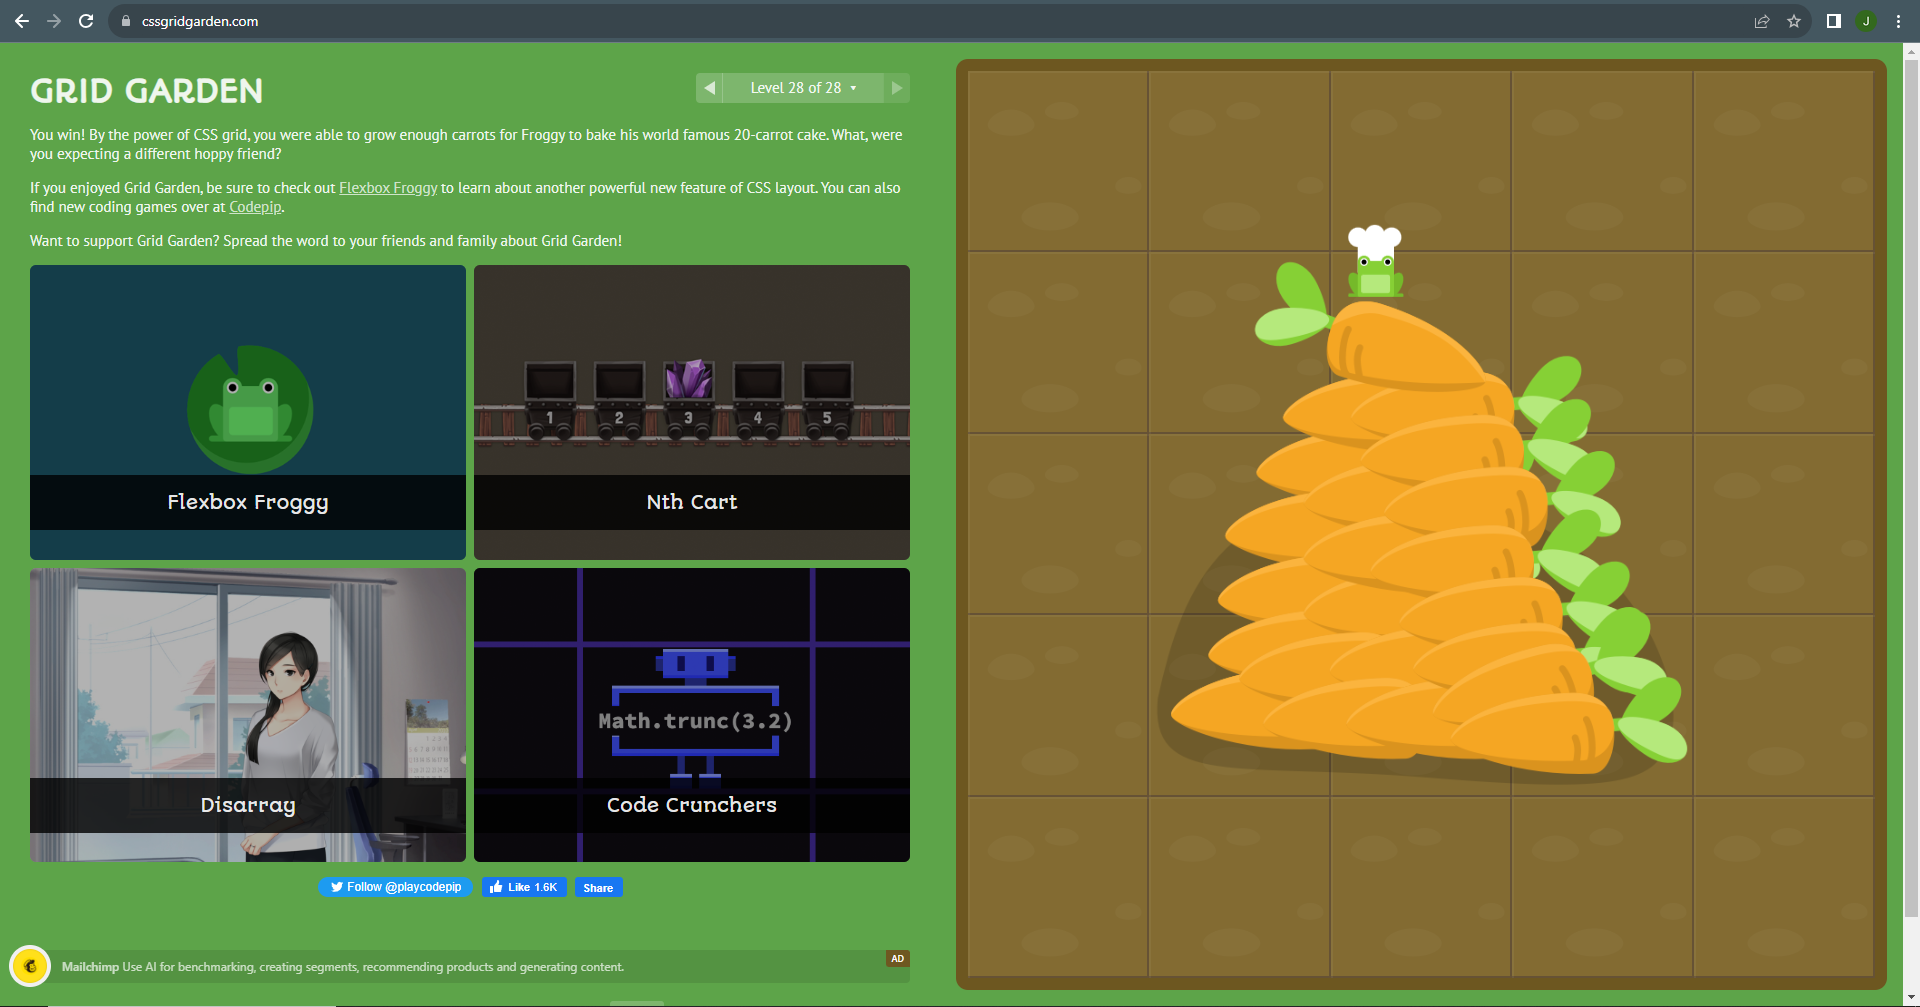 cssgridgarden.com
J
GRID GARDEN
Level 28 of 28
You win! By the power of CSS grid, you were able to grow enough carrots for Froggy to bake his world famous 20-carrot cake. What, were
you expecting a different hoppy friend?
If you enjoyed Grid Garden, be sure to check out Flexbox Froggy to learn about another powerful new feature of CSS layout. You can also
find new coding games over at Codepip.
Want to support Grid Garden? Spread the word to your friends and family about Grid Garden!
1 2 3 4 5
Flexbox Froggy
Nth Cart
Math.trunc(3.2)
Disarray
Code Crunchers
Follow @playcodepip
Like 1.6K
Share
AD
Mailchimp Use AI for benchmarking, creating segments, recommending products and generating content.